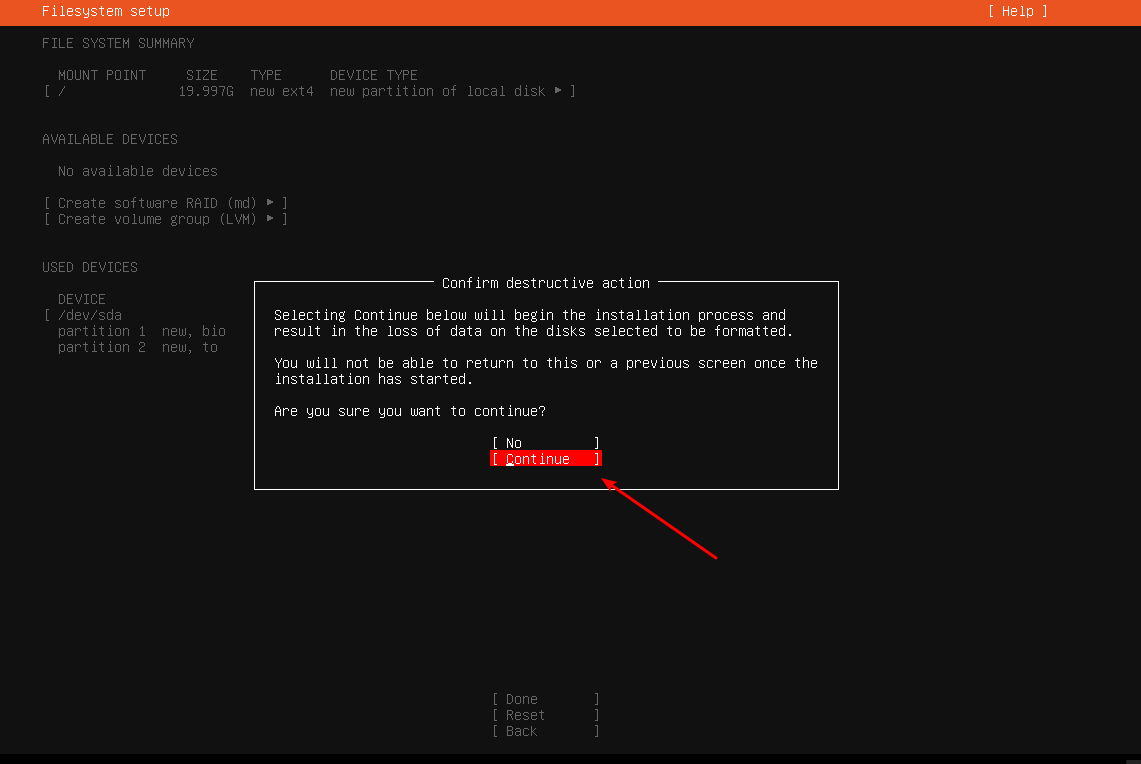 Filesystem setup [ Help ]
FILE SYSTEM SUMMARY
MOUNT POINT SIZE TYPE DEVICE TYPE
[ / 19.997G new ext4 new partition of local disk ▸ ]
AVAILABLE DEVICES
No available devices
[ Create software RAID (md) ▸ ]
[ Create volume group (LVM) ▸ ]
USED DEVICES
DEVICE
[ /dev/sda
partition 1 new, bio
partition 2 new, to
Confirm destructive action
Selecting Continue below will begin the installation process and
result in the loss of data on the disks selected to be formatted.
You will not be able to return to this or a previous screen once the
installation has started.
Are you sure you want to continue?
[ No ]
[ Continue ]
[ Done ]
[ Reset ]
[ Back ]